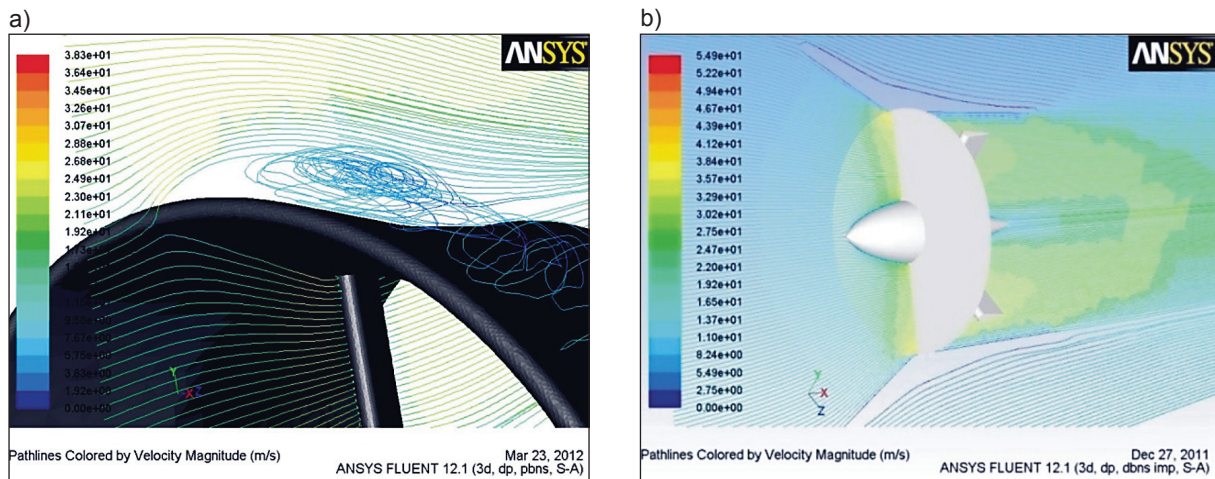 a)
ANSYS
3.83e+01
3.64e+01
3.45e+01
3.26e+01
3.07e+01
2.88e+01
2.68e+01
2.49e+01
2.30e+01
2.11e+01
1.92e+01
7.67e+00
5.75e+00
3.83e+00
1.92e+00
0.00e+00
Y
X
Z
Pathlines Colored by Velocity Magnitude (m/s)
Mar 23, 2012
ANSYS FLUENT 12.1 (3d, dp, pbns, S-A)
b)
ANSYS
5.49e+01
5.22e+01
4.94e+01
4.67e+01
4.39e+01
4.12e+01
3.84e+01
3.57e+01
3.29e+01
3.02e+01
2.75e+01
2.47e+01
2.20e+01
1.92e+01
1.65e+01
1.37e+01
1.10e+01
8.24e+00
5.49e+00
2.75e+00
0.00e+00
Y
X
Z
Pathlines Colored by Velocity Magnitude (m/s)
Dec 27, 2011
ANSYS FLUENT 12.1 (3d, dp, dbns imp, S-A)